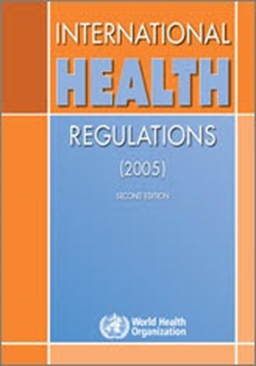 INTERNATIONAL
HEALTH
REGULATIONS
(2005)
SECOND EDITION
World Health
Organization